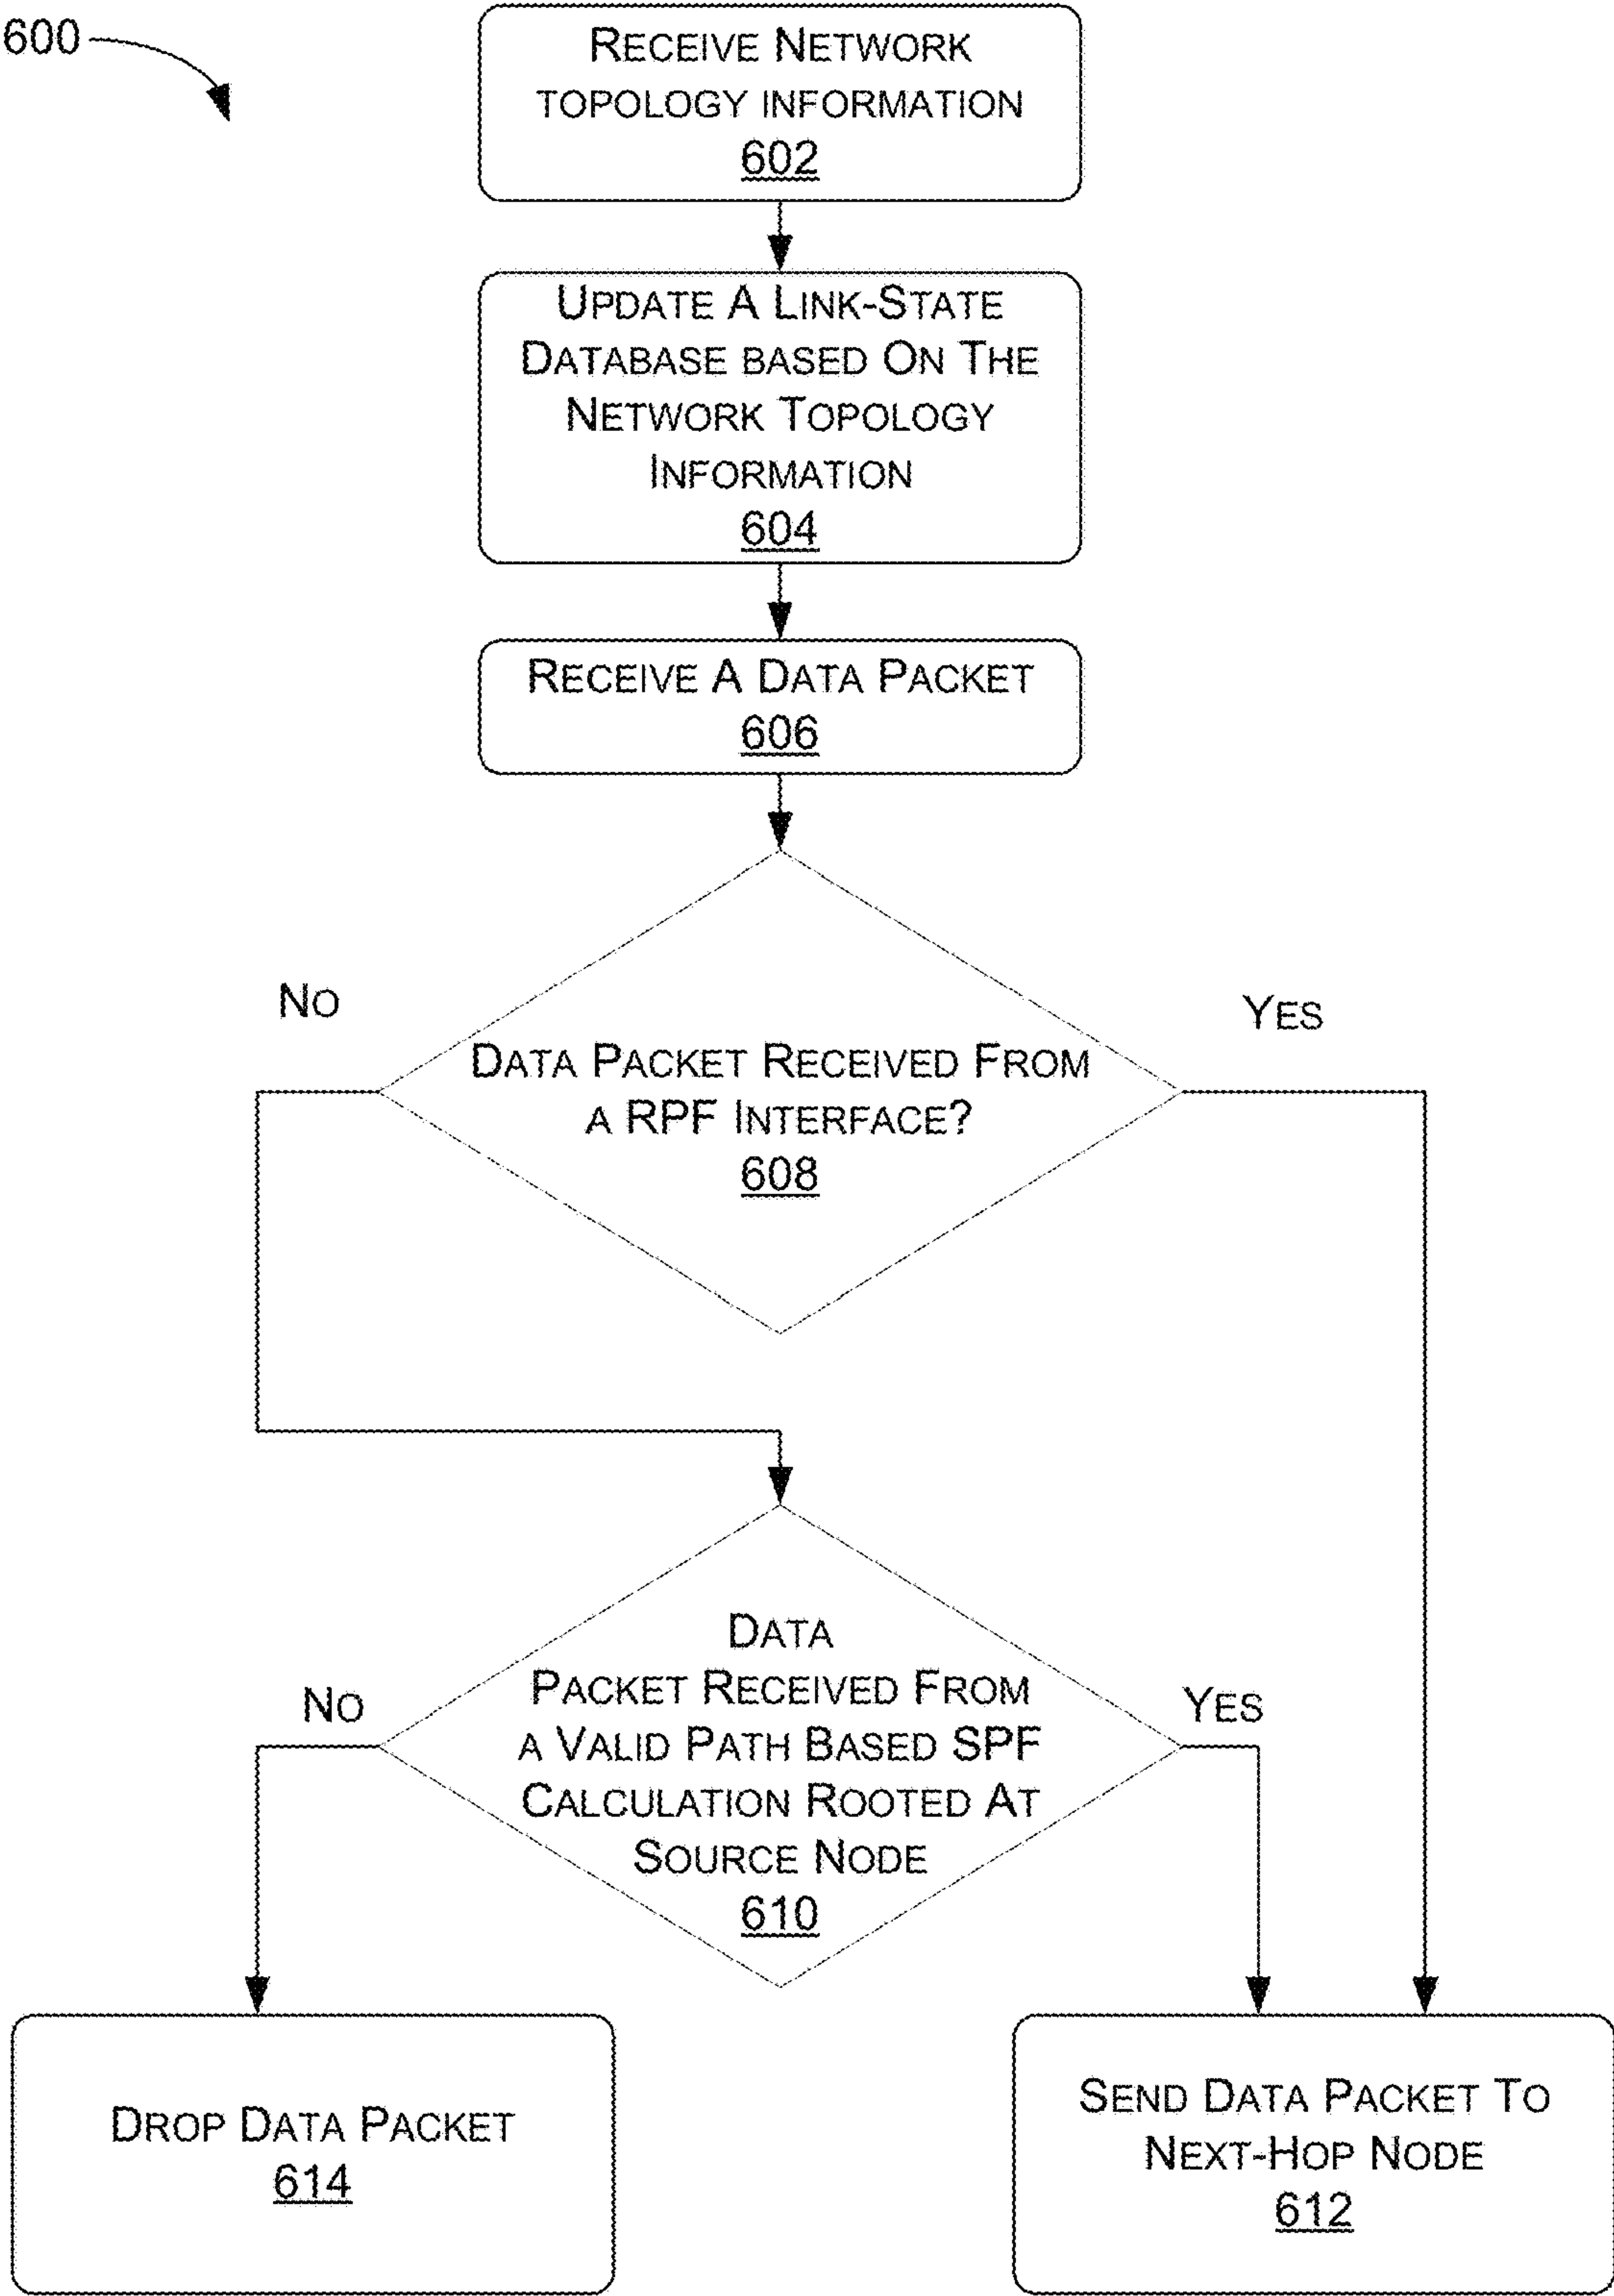 600
Receive Network
topology information
602
Update A Link-State
Database based On The
Network Topology
Information
604
Receive A Data Packet
606
No
Yes
Data Packet Received From
a RPF Interface?
608
Data
Packet Received From
a Valid Path Based SPF
Calculation Rooted At
Source Node
610
No
Yes
Drop Data Packet
614
Send Data Packet To
Next-Hop Node
612